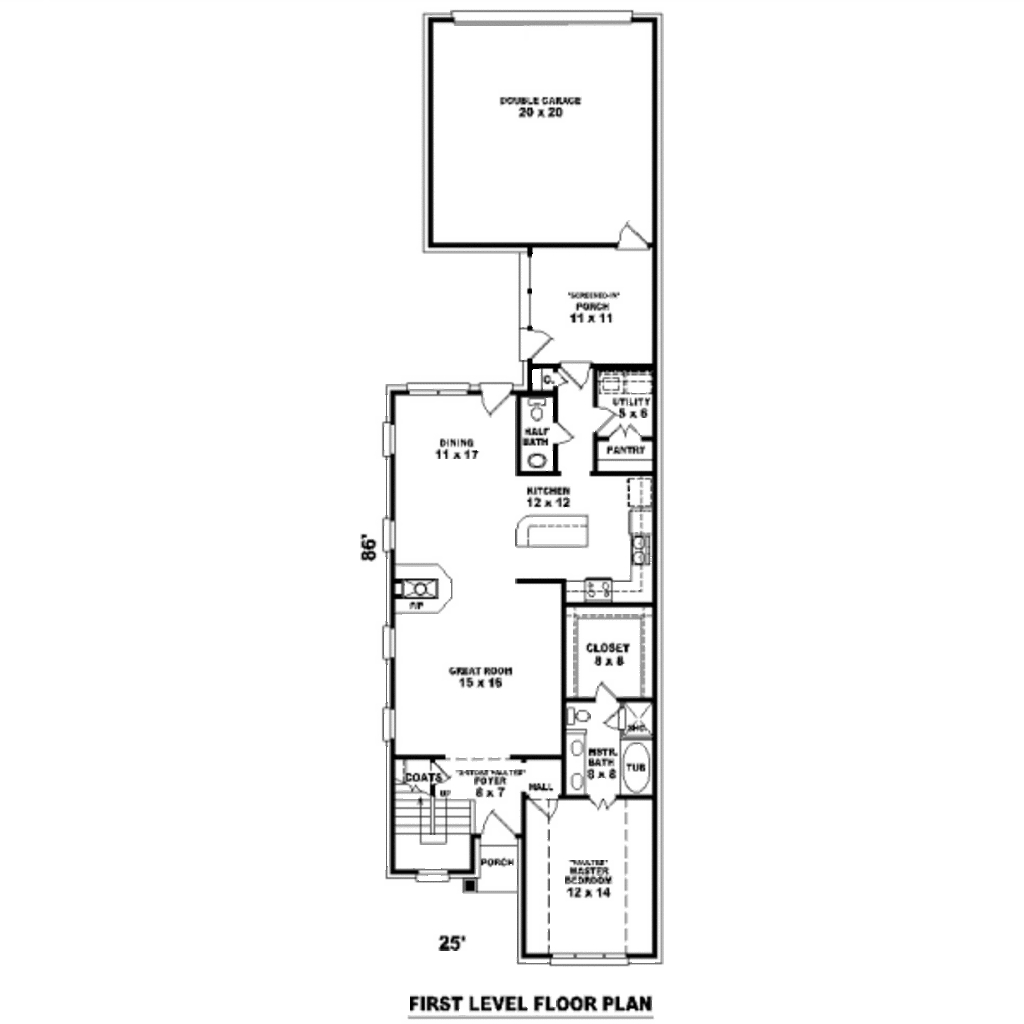 DOUBLE GARAGE
20 x 20
"SCREENED-IN"
PORCH
11 x 11
UTILITY
5 x 6
PANTRY
HALF
BATH
DINING
11 x 17
KITCHEN
12 x 12
86'
F/P
CLOSET
8 x 8
GREAT ROOM
15 x 16
SHO.
MSTR.
BATH
8 x 8
TUB
COATS
UP
"2-STORY VAULTED"
FOYER
8 x 7
HALL
PORCH
"VAULTED"
MASTER
BEDROOM
12 x 14
25'
FIRST LEVEL FLOOR PLAN